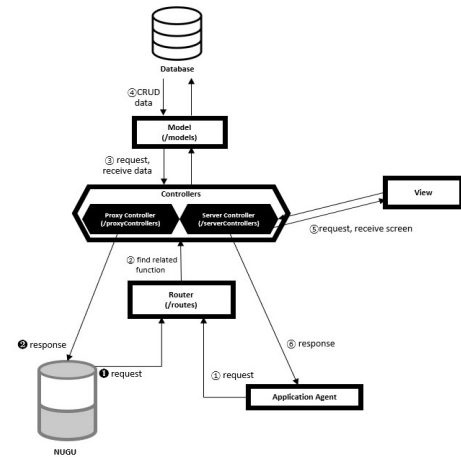 Database
④CRUD
data
Model
(/models)
③ request,
receive data
Controllers
Proxy Controller
(/proxyControllers)
Server Controller
(/serverControllers)
View
⑤request, receive screen
② find related
function
Router
(/routes)
❷ response
❶ request
① request
⑥ response
Application Agent
NUGU